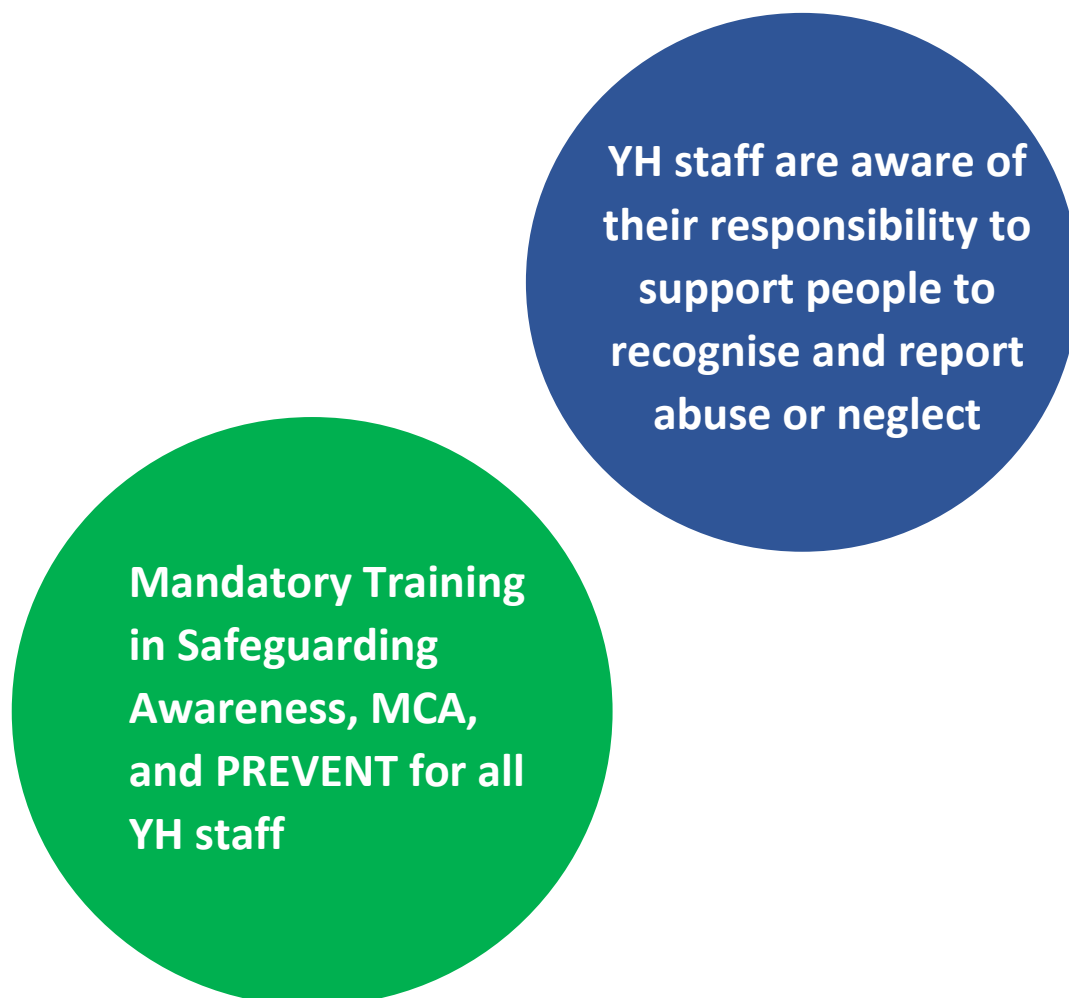 YH staff are aware of
their responsibility to
support people to
recognise and report
abuse or neglect
Mandatory Training
in Safeguarding
Awareness, MCA,
and PREVENT for all
YH staff